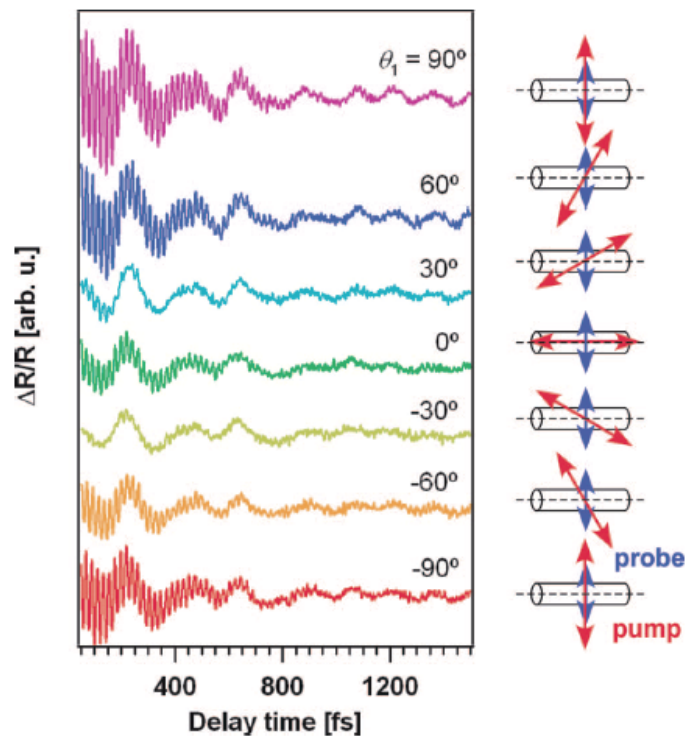 θ₁ = 90º
60º
30º
0º
-30º
-60º
-90º
probe
pump
ΔR/R [arb. u.]
400 800 1200
Delay time [fs]